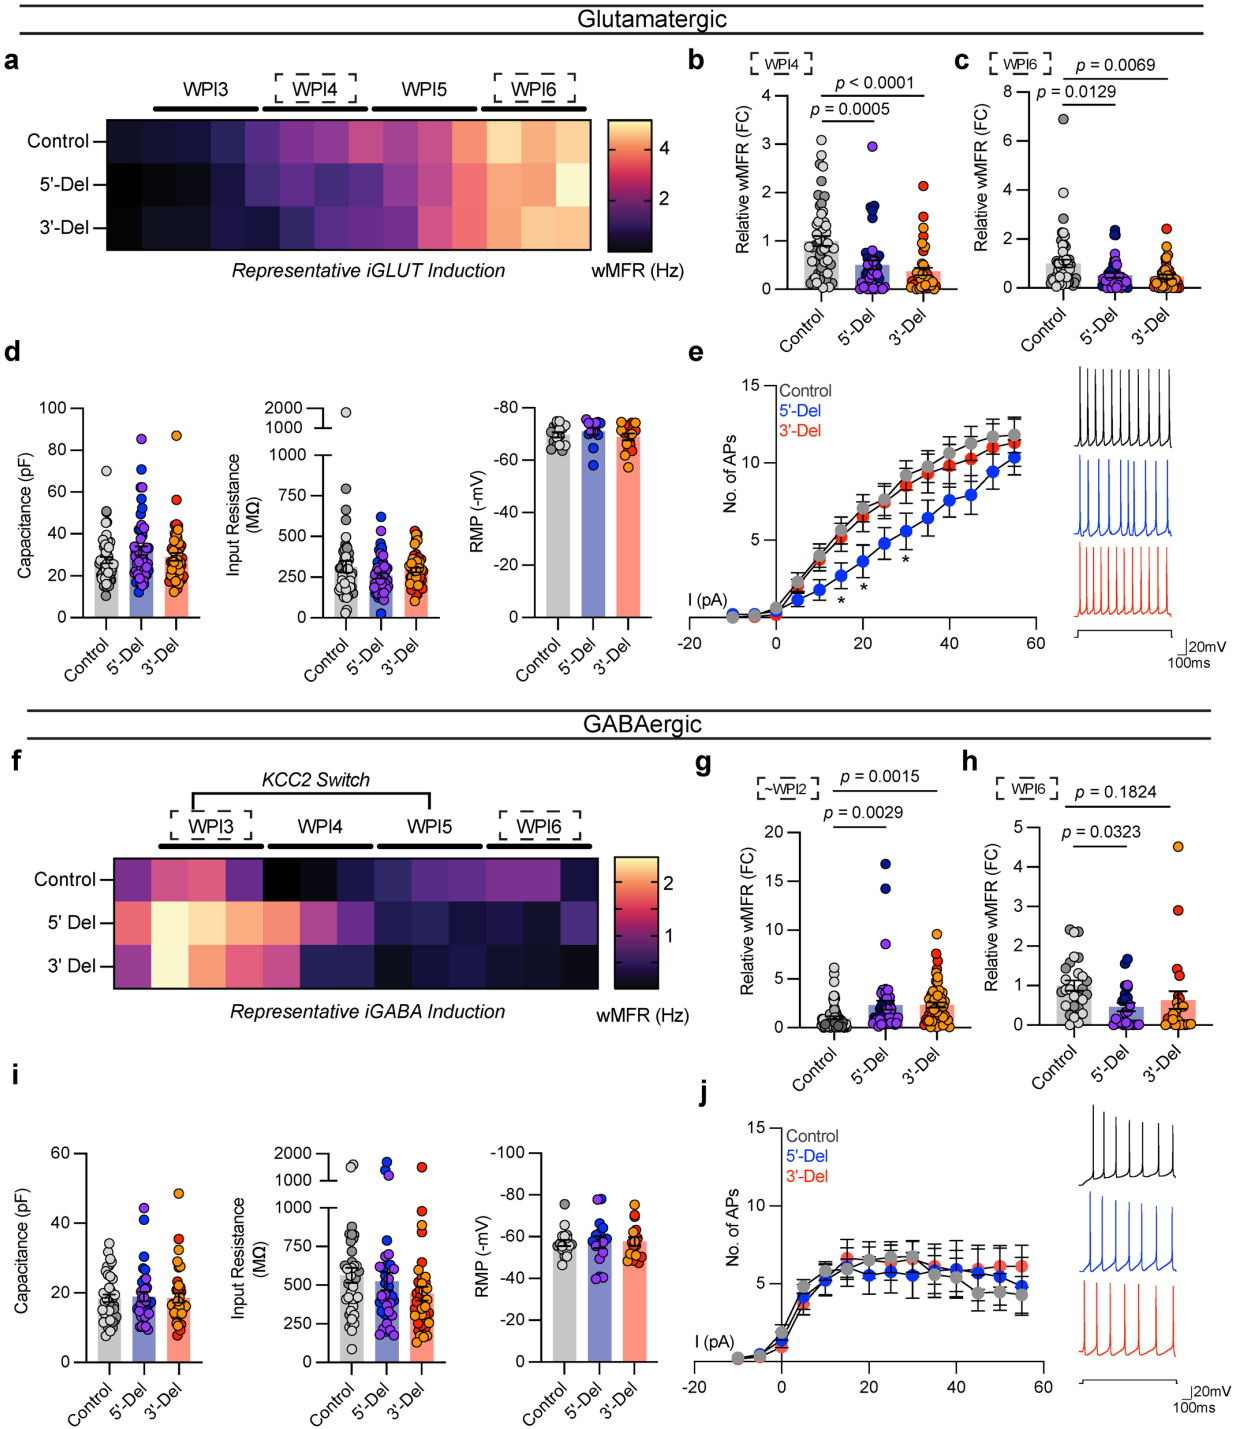 Glutamatergic
a
WPI3 WPI4 WPI5 WPI6
Control
5'-Del
3'-Del
4
2
Representative iGLUT Induction
wMFR (Hz)
b
WPI4
p < 0.0001
p = 0.0005
Relative wMFR (FC)
4
3
2
1
0
Control 5'-Del 3'-Del
c
WPI6
p = 0.0069
p = 0.0129
Relative wMFR (FC)
8
6
4
2
0
Control 5'-Del 3'-Del
d
Capacitance (pF)
100
80
60
40
20
0
Control 5'-Del 3'-Del
Input Resistance
(MΩ)
2000
1000
1000
750
500
250
0
Control 5'-Del 3'-Del
RMP (-mV)
-80
-60
-40
-20
0
Control 5'-Del 3'-Del
e
Control
5'-Del
3'-Del
No. of APs
15
10
5
I (pA)
* * *
-20 0 20 40 60
20mV
100ms
GABAergic
f
KCC2 Switch
WPI3 WPI4 WPI5 WPI6
Control
5' Del
3' Del
2
1
Representative iGABA Induction
wMFR (Hz)
g
~WPI2
p = 0.0015
p = 0.0029
Relative wMFR (FC)
20
15
10
5
0
Control 5'-Del 3'-Del
h
WPI6
p = 0.1824
p = 0.0323
Relative wMFR (FC)
5
4
3
2
1
0
Control 5'-Del 3'-Del
i
Capacitance (pF)
60
40
20
0
Control 5'-Del 3'-Del
Input Resistance
(MΩ)
2000
1000
1000
750
500
250
0
Control 5'-Del 3'-Del
RMP (-mV)
-100
-80
-60
-40
-20
0
Control 5'-Del 3'-Del
j
Control
5'-Del
3'-Del
No. of APs
15
10
5
I (pA)
-20 0 20 40 60
20mV
100ms